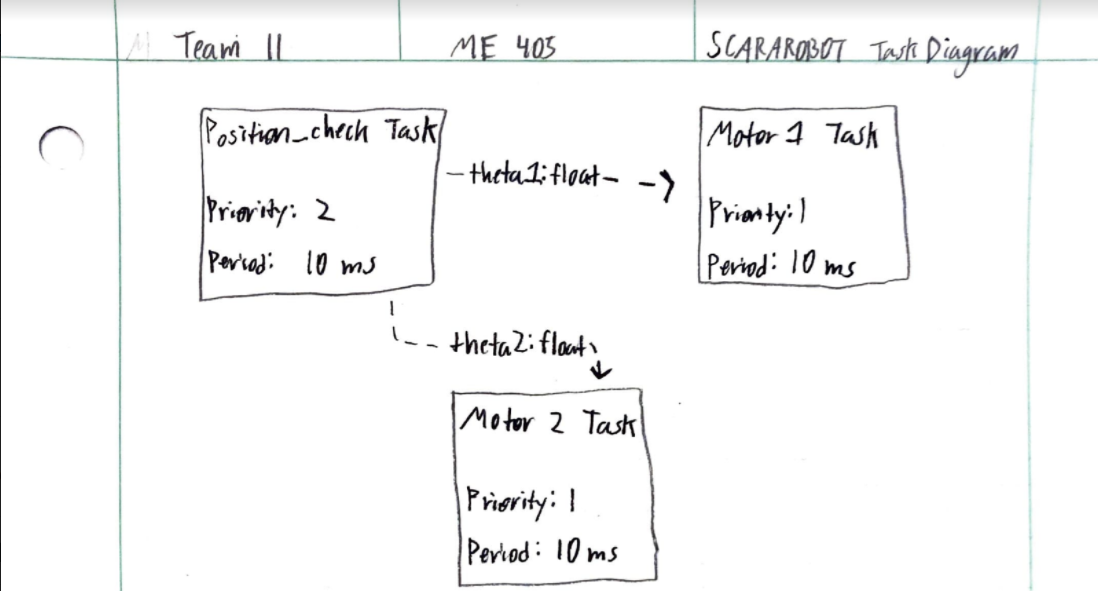 Team 11
ME 405
SCARAROBOT Task Diagram
Position_check Task
Priority: 2
Period: 10 ms
theta1:float
Motor 1 Task
Priority: 1
Period: 10 ms
theta2:float
Motor 2 Task
Priority: 1
Period: 10 ms